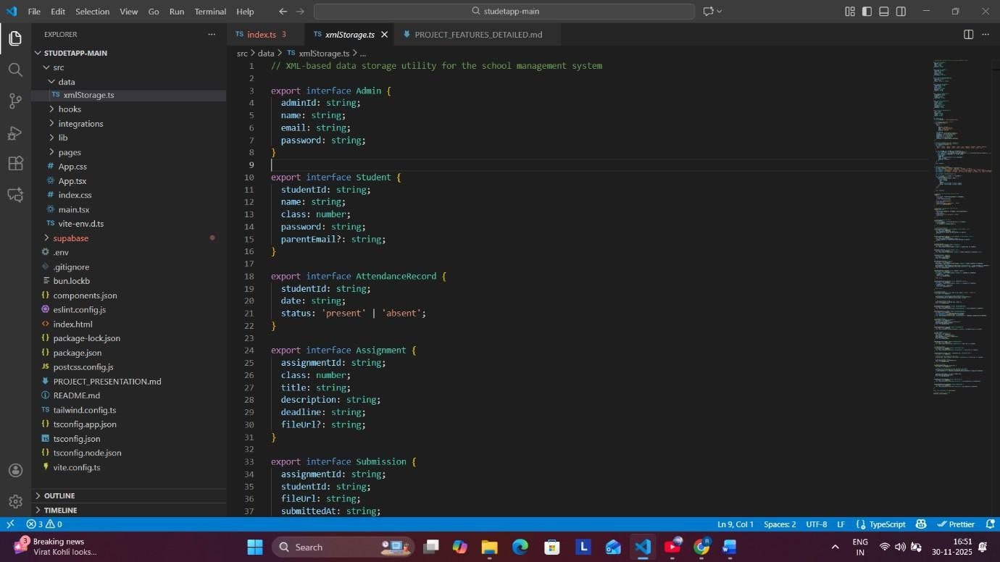 File Edit Selection View Go Run Terminal Help
studetapp-main
EXPLORER
STUDETAPP-MAIN
src
data
TS xmlStorage.ts
hooks
integrations
lib
pages
# App.css
App.tsx
# index.css
main.tsx
TS vite-env.d.ts
supabase
.env
.gitignore
bun.lockb
{} components.json
eslint.config.js
<> index.html
{} package-lock.json
{} package.json
JS postcss.config.js
PROJECT_PRESENTATION.md
README.md
TS tailwind.config.ts
{} tsconfig.app.json
tsconfig.json
{} tsconfig.node.json
vite.config.ts
OUTLINE
TIMELINE
TS index.ts 3
TS xmlStorage.ts
PROJECT_FEATURES_DETAILED.md
src > data > TS xmlStorage.ts > ...
1 // XML-based data storage utility for the school management system
2
3 export interface Admin {
4 adminId: string;
5 name: string;
6 email: string;
7 password: string;
8 }
9
10 export interface Student {
11 studentId: string;
12 name: string;
13 class: number;
14 password: string;
15 parentEmail?: string;
16 }
17
18 export interface AttendanceRecord {
19 studentId: string;
20 date: string;
21 status: 'present' | 'absent';
22 }
23
24 export interface Assignment {
25 assignmentId: string;
26 class: number;
27 title: string;
28 description: string;
29 deadline: string;
30 fileUrl?: string;
31 }
32
33 export interface Submission {
34 assignmentId: string;
35 studentId: string;
36 fileUrl: string;
37 submittedAt: string;
3 0
Ln 9, Col 1 Spaces: 2 UTF-8 LF {} TypeScript Prettier
3
Breaking news
Virat Kohli looks...
Search
L
R
W
ENG
IN
16:51
30-11-2025